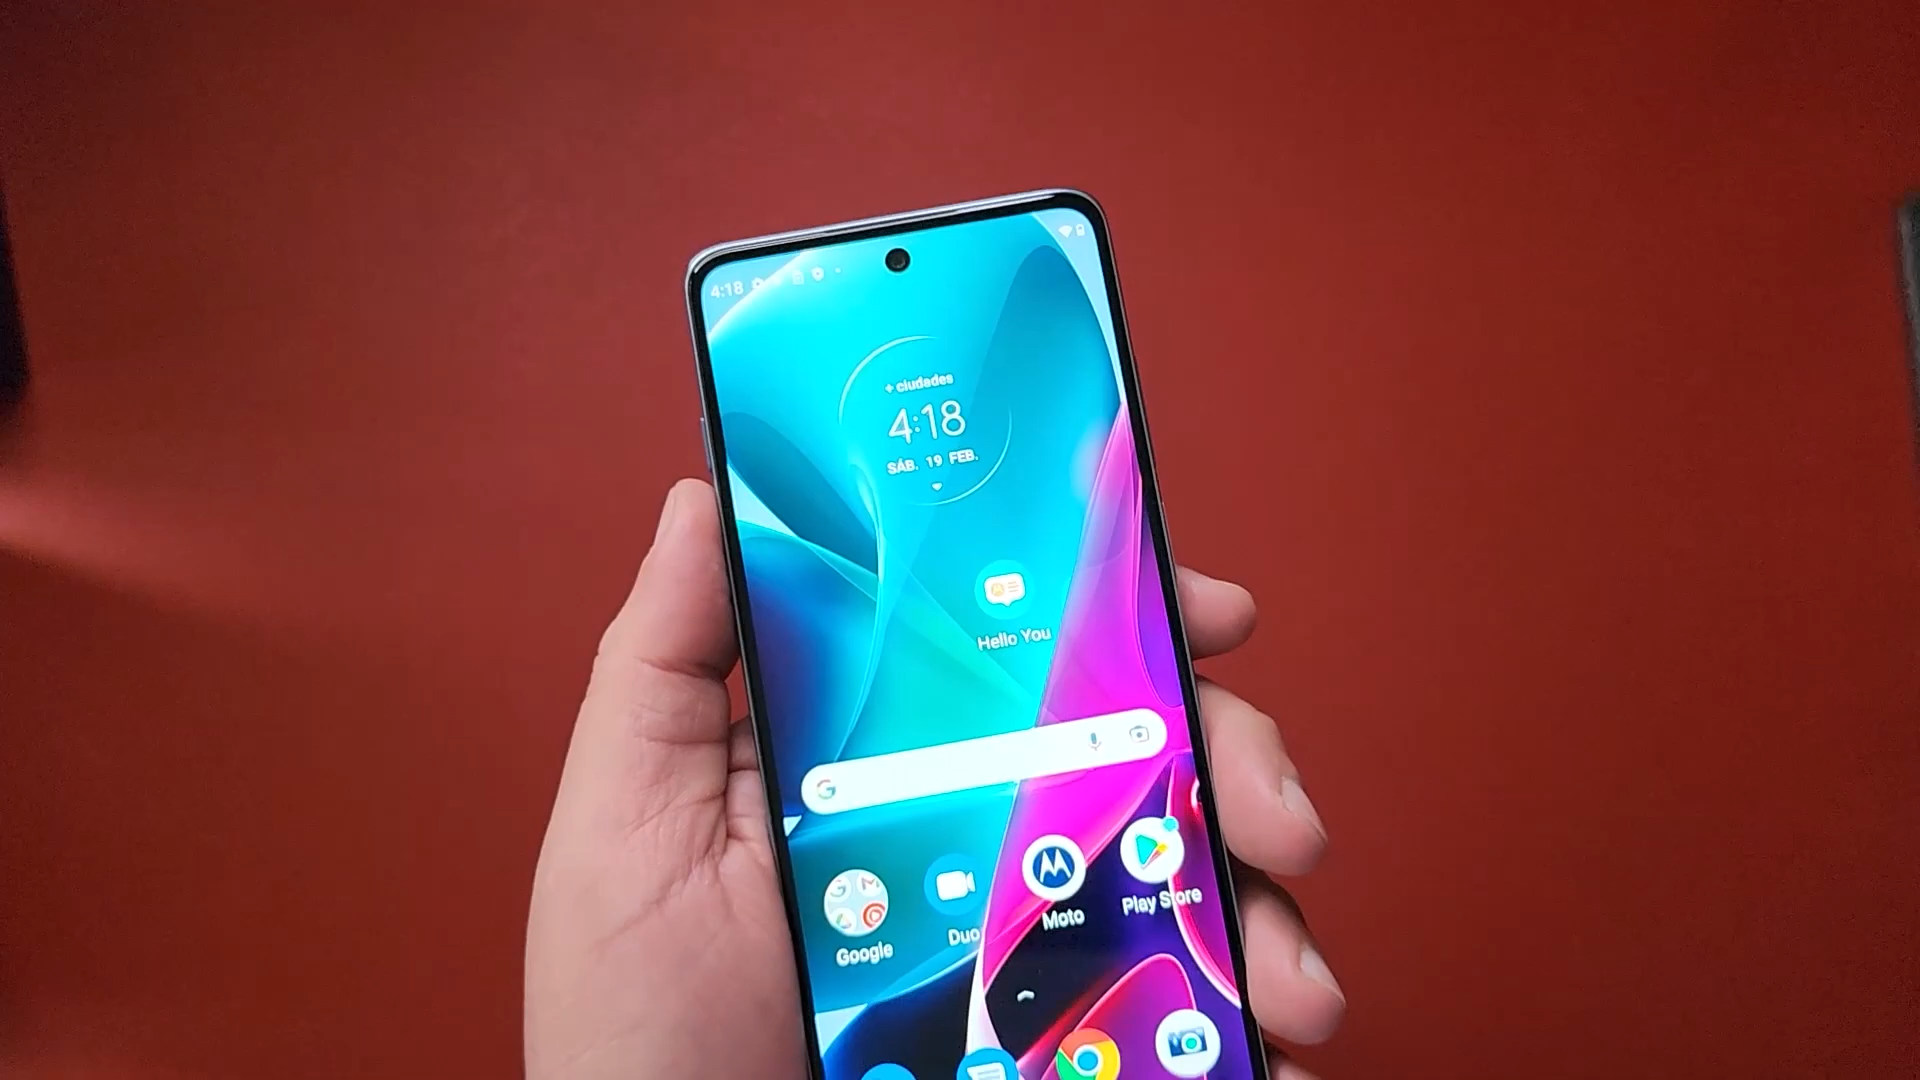 4:18
+ ciudades
4:18
SÁB. 19 FEB.
Hello You
Google
Duo
Moto
Play Store